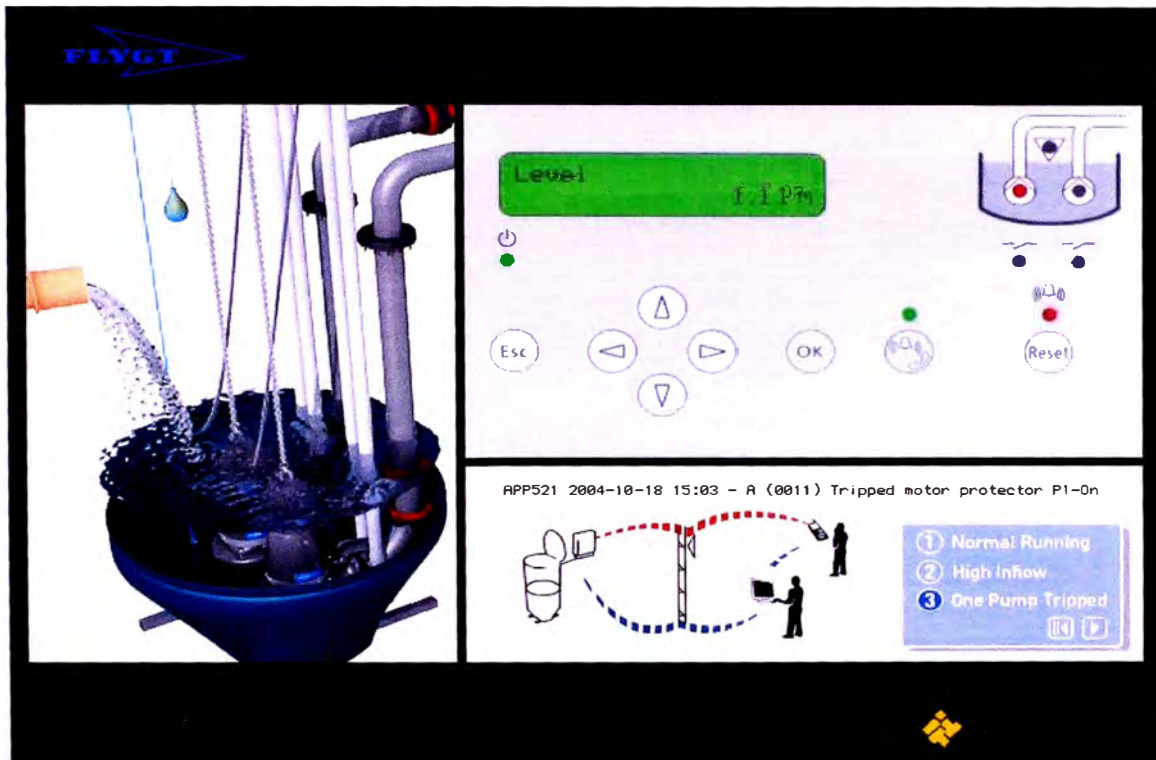 FLYGT
Level
Esc
OK
Reset
APP521 2004-10-18 15:03 - A (0011) Tripped motor protector P1-On
1 Normal Running
2 High Inflow
3 One Pump Tripped